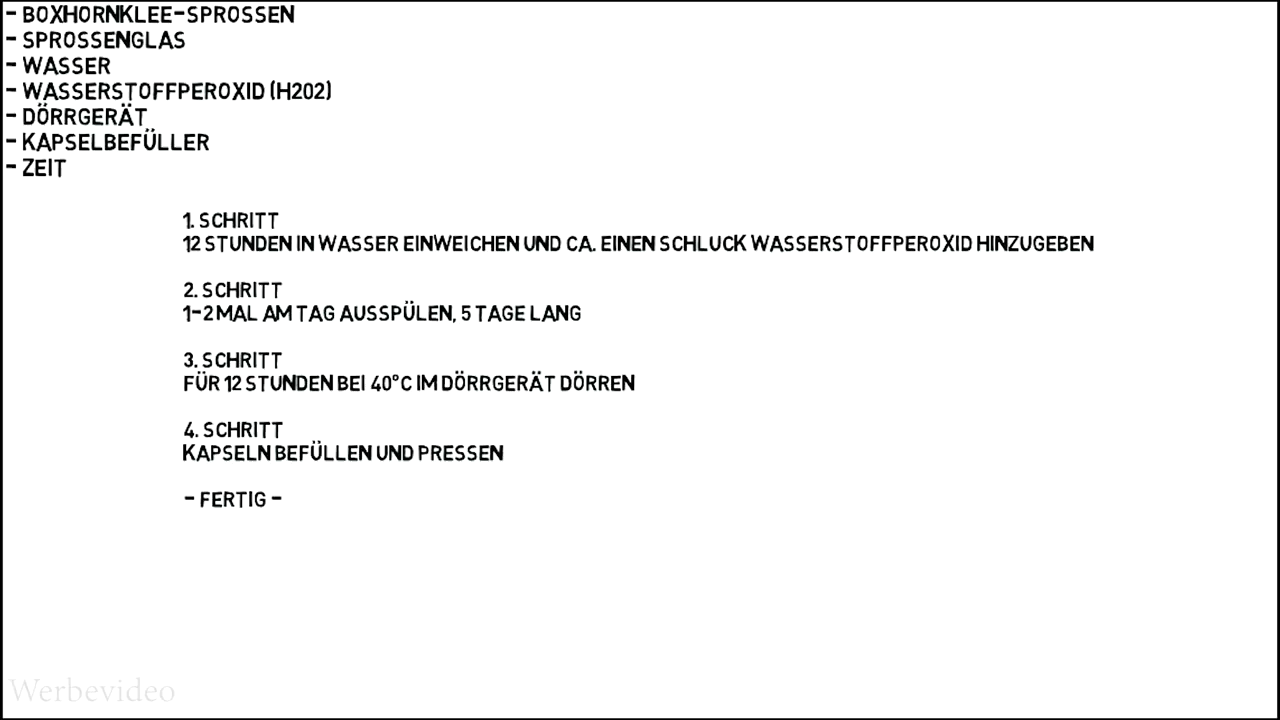 - BOXHORNKLEE-SPROSSEN
- SPROSSENGLAS
- WASSER
- WASSERSTOFFPEROXID (H202)
- DÖRRGERÄT
- KAPSELBEFÜLLER
- ZEIT
1. SCHRITT
12 STUNDEN IN WASSER EINWEICHEN UND CA. EINEN SCHLUCK WASSERSTOFFPEROXID HINZUGEBEN
2. SCHRITT
1-2 MAL AM TAG AUSSPÜLEN, 5 TAGE LANG
3. SCHRITT
FÜR 12 STUNDEN BEI 40°C IM DÖRRGERÄT DÖRREN
4. SCHRITT
KAPSELN BEFÜLLEN UND PRESSEN
- FERTIG -
Werbevideo